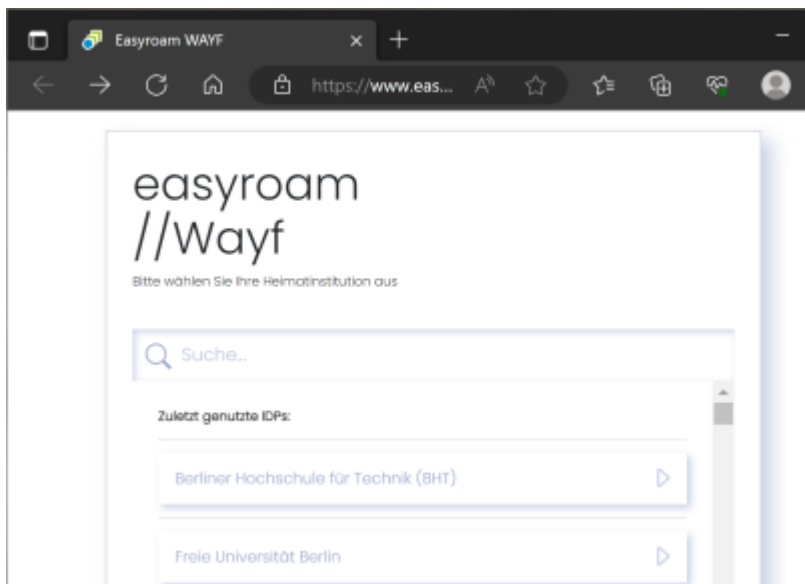 Easyroam WAYF
https://www.eas...
easyroam
//Wayf
Bitte wählen Sie Ihre Heimatinstitution aus
Suche...
Zuletzt genutzte IDPs:
Berliner Hochschule für Technik (BHT)
Freie Universität Berlin